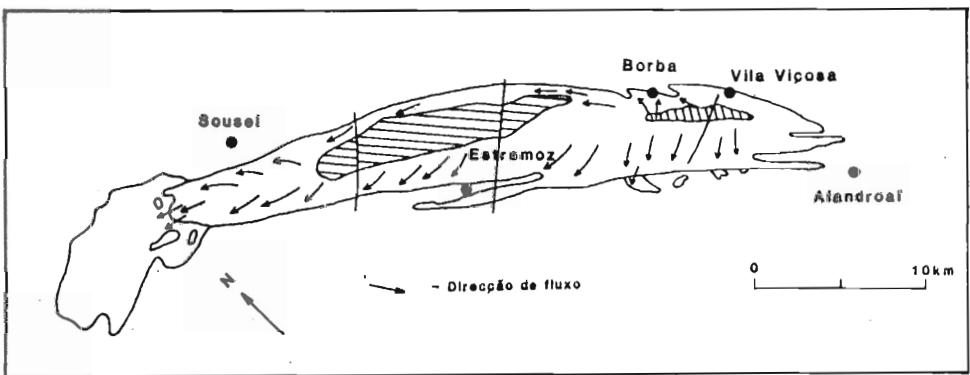 Borba
Vila Viçosa
Sousel
Estremoz
Alandroal
N
→ - Direcção de fluxo
0 10km